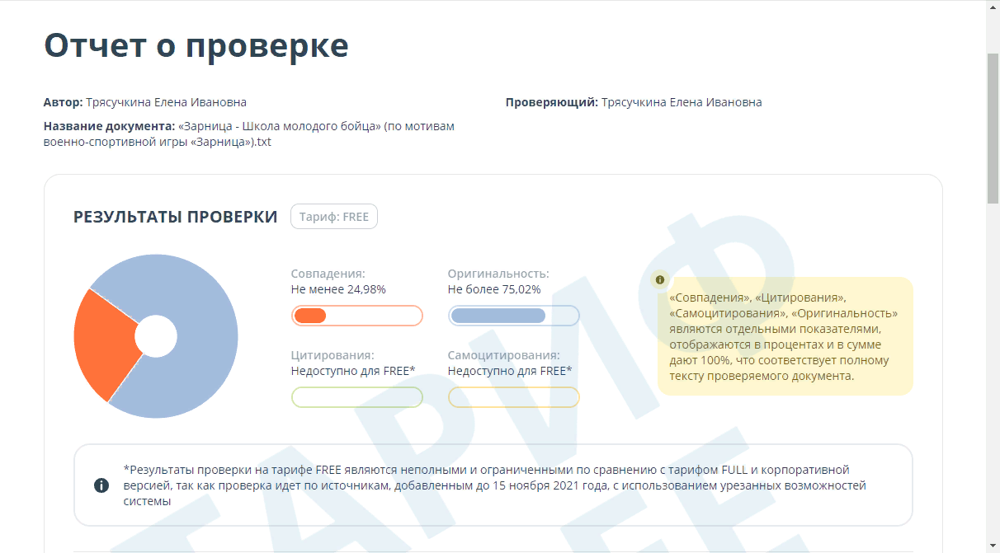 Отчет о проверке
Автор: Трясучкина Елена Ивановна
Проверяющий: Трясучкина Елена Ивановна
Название документа: «Зарница - Школа молодого бойца» (по мотивам
военно-спортивной игры «Зарница»).txt
РЕЗУЛЬТАТЫ ПРОВЕРКИ
Тариф: FREE
Совпадения:
Не менее 24,98%
Оригинальность:
Не более 75,02%
Цитирования:
Недоступно для FREE*
Самоцитирования:
Недоступно для FREE*
«Совпадения», «Цитирования»,
«Самоцитирования», «Оригинальность»
являются отдельными показателями,
отображаются в процентах и в сумме
дают 100%, что соответствует полному
тексту проверяемого документа.
*Результаты проверки на тарифе FREE являются неполными и ограниченными по сравнению с тарифом FULL и корпоративной
версией, так как проверка идет по источникам, добавленным до 15 ноября 2021 года, с использованием урезанных возможностей
системы
ТАРИФ